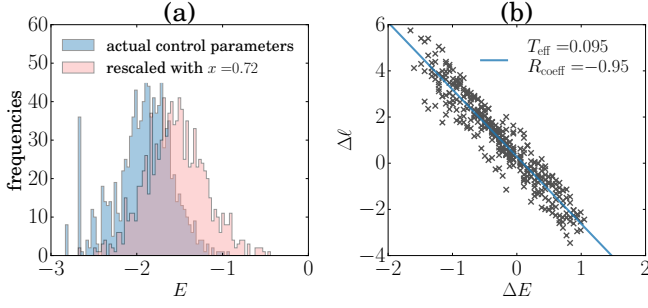 (a)
(b)
60
50
40
30
20
10
0
frequencies
actual control parameters
rescaled with x =0.72
−3
−2
−1
0
E
6
4
2
0
−2
−4
Δℓ
T_eff =0.095
R_coeff =−0.95
−2
−1
0
1
2
ΔE